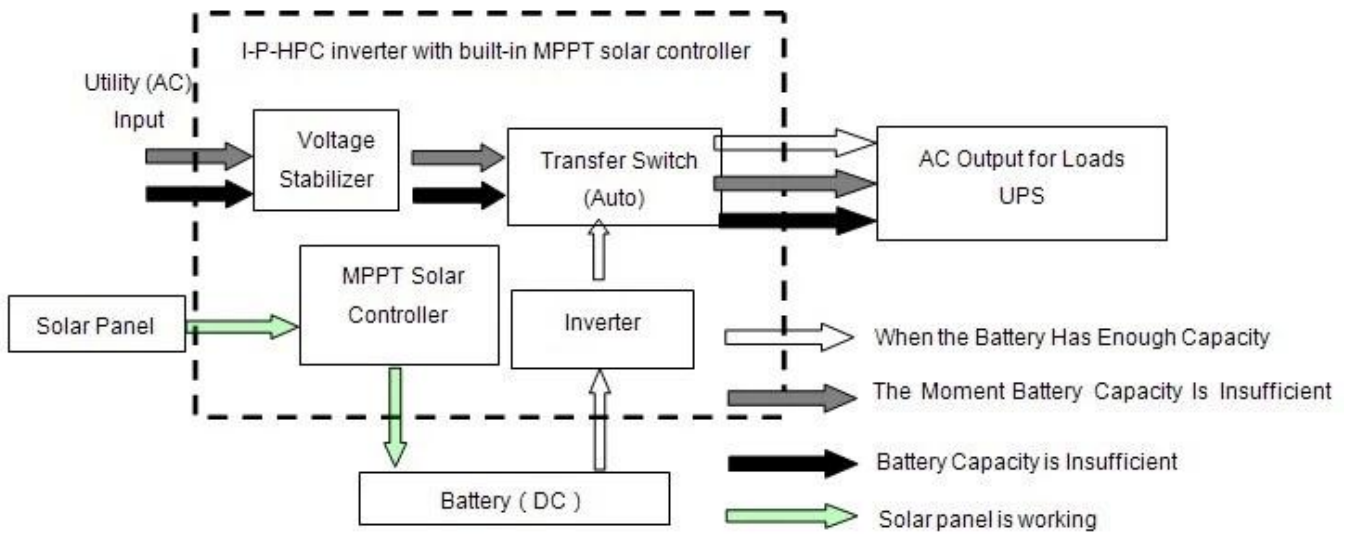 I-P-HPC inverter with built-in MPPT solar controller
Utility (AC)
Input
Voltage
Stabilizer
Transfer Switch
(Auto)
AC Output for Loads
UPS
MPPT Solar
Controller
Solar Panel
Inverter
Battery ( DC )
When the Battery Has Enough Capacity
The Moment Battery Capacity Is Insufficient
Battery Capacity is Insufficient
Solar panel is working